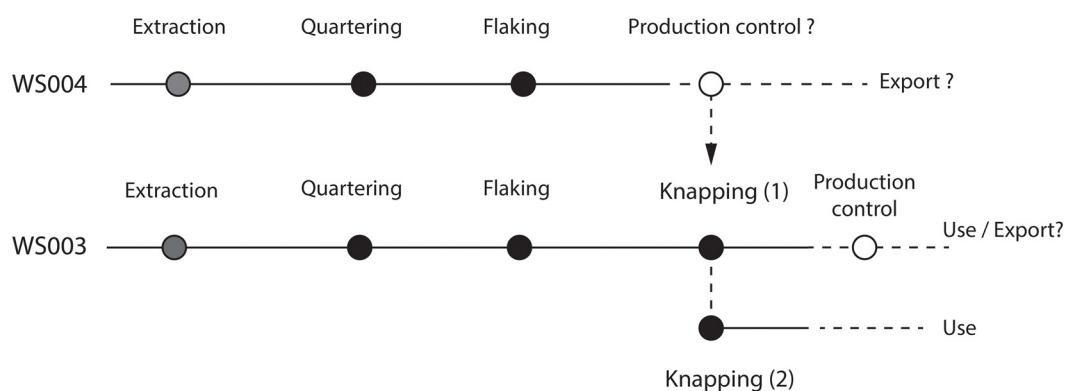 Extraction Quartering Flaking Production control ?
WS004 Export ?
Extraction Quartering Flaking Knapping (1) Production
control
WS003 Use / Export?
Use
Knapping (2)